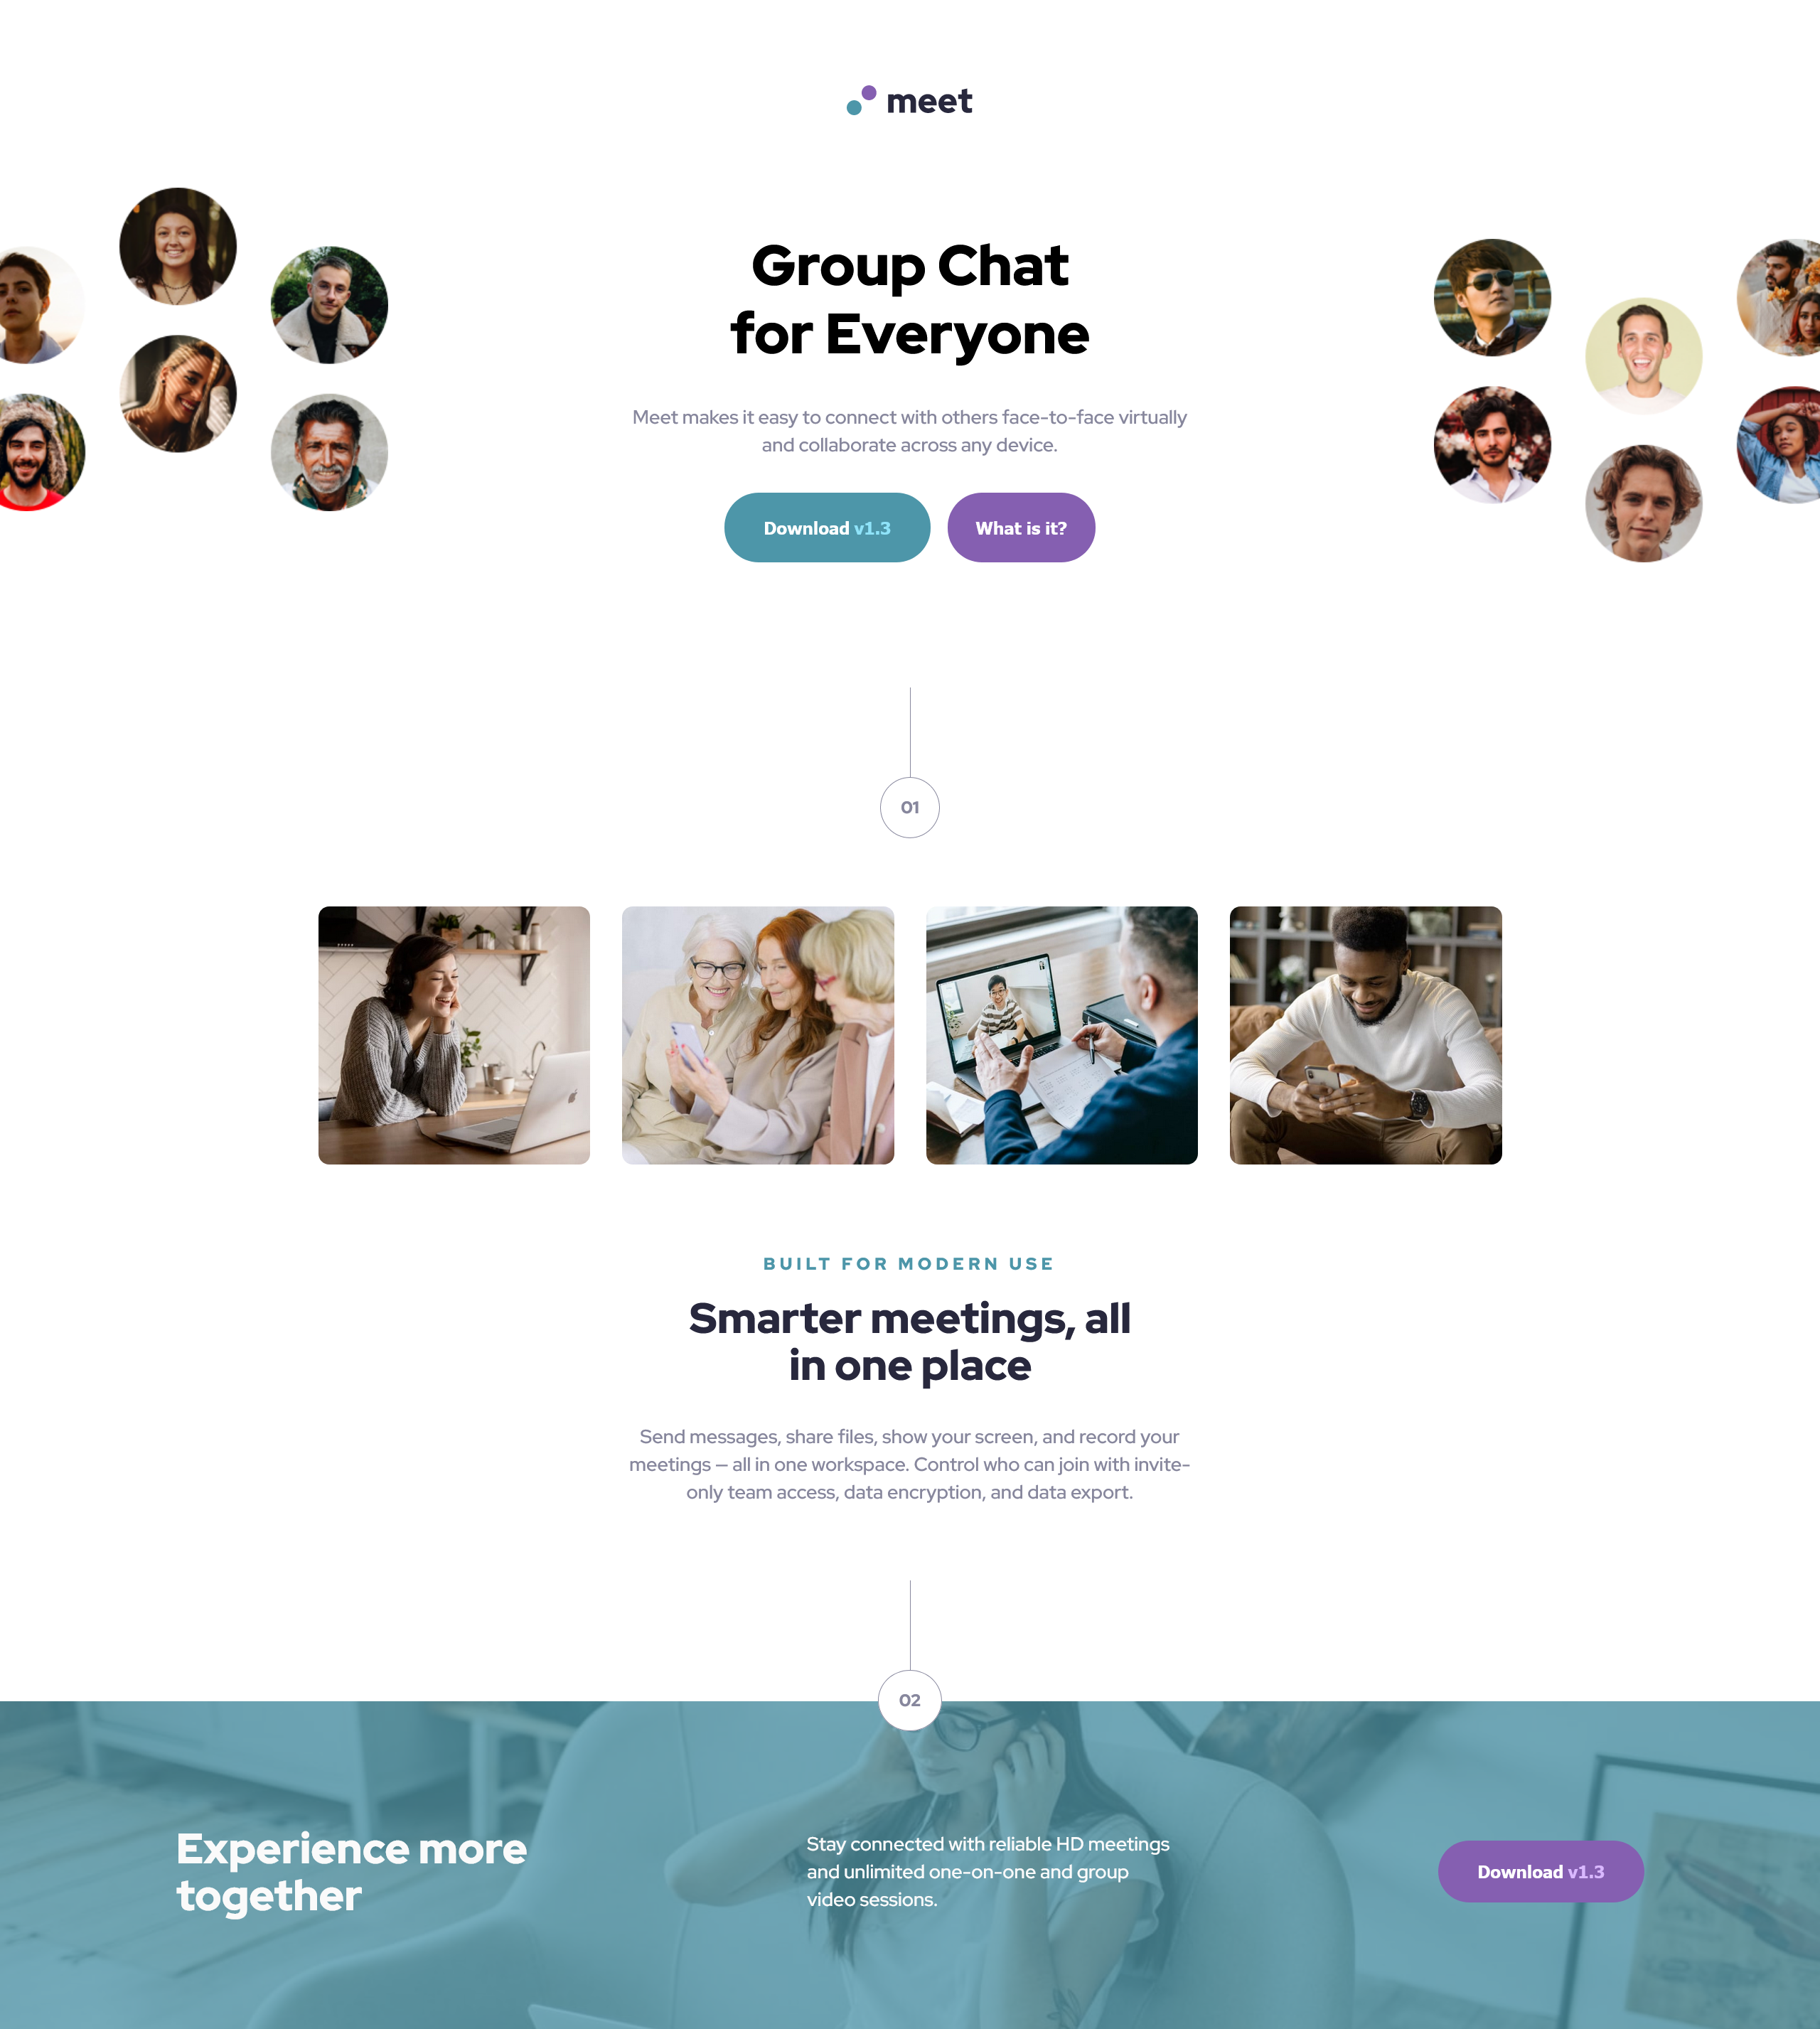 meet
Group Chat
for Everyone
Meet makes it easy to connect with others face-to-face virtually
and collaborate across any device.
Download v1.3
What is it?
01
BUILT FOR MODERN USE
Smarter meetings, all
in one place
Send messages, share files, show your screen, and record your
meetings — all in one workspace. Control who can join with invite-
only team access, data encryption, and data export.
02
Experience more
together
Stay connected with reliable HD meetings
and unlimited one-on-one and group
video sessions.
Download v1.3